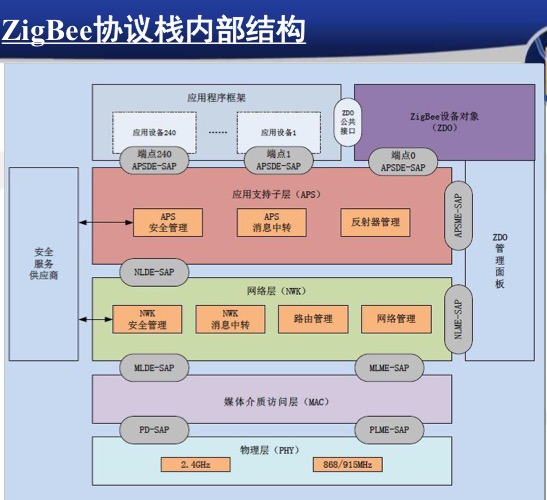 ZigBee协议栈内部结构
应用程序框架
应用设备240
······
应用设备1
ZDO
公共
接口
ZigBee设备对象
(ZDO)
端点240
APSDE-SAP
端点1
APSDE-SAP
端点0
APSDE-SAP
应用支持子层(APS)
APS
安全管理
APS
消息中转
反射器管理
APSME-SAP
安全
服务
供应商
ZDO
管
理
面
板
NLDE-SAP
网络层(NWK)
NWK
安全管理
NWK
消息中转
路由管理
网络管理
NLME-SAP
MLDE-SAP
MLME-SAP
媒体介质访问层(MAC)
PD-SAP
PLME-SAP
物理层(PHY)
2.4GHz
868/915MHz